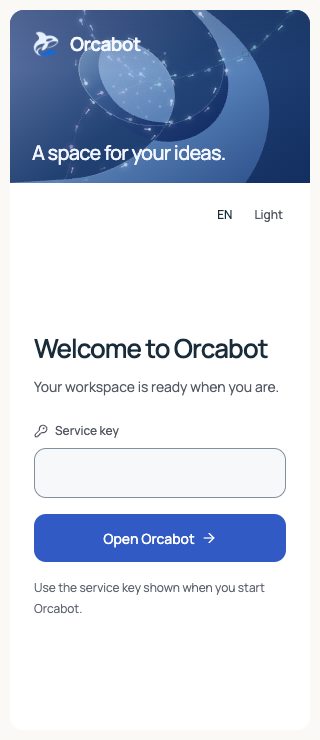 Orcabot
A space for your ideas.
EN Light
Welcome to Orcabot
Your workspace is ready when you are.
Service key
Open Orcabot →
Use the service key shown when you start
Orcabot.